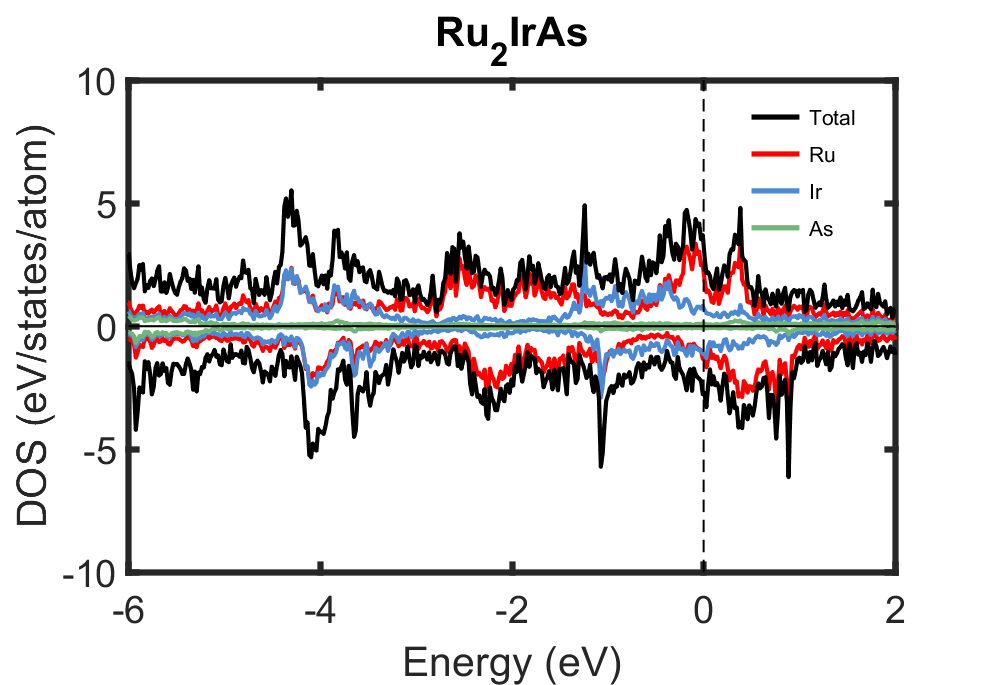 Ru₂IrAs
10
5
0
-5
-10
DOS (eV/states/atom)
-6
-4
-2
0
2
Energy (eV)
Total
Ru
Ir
As